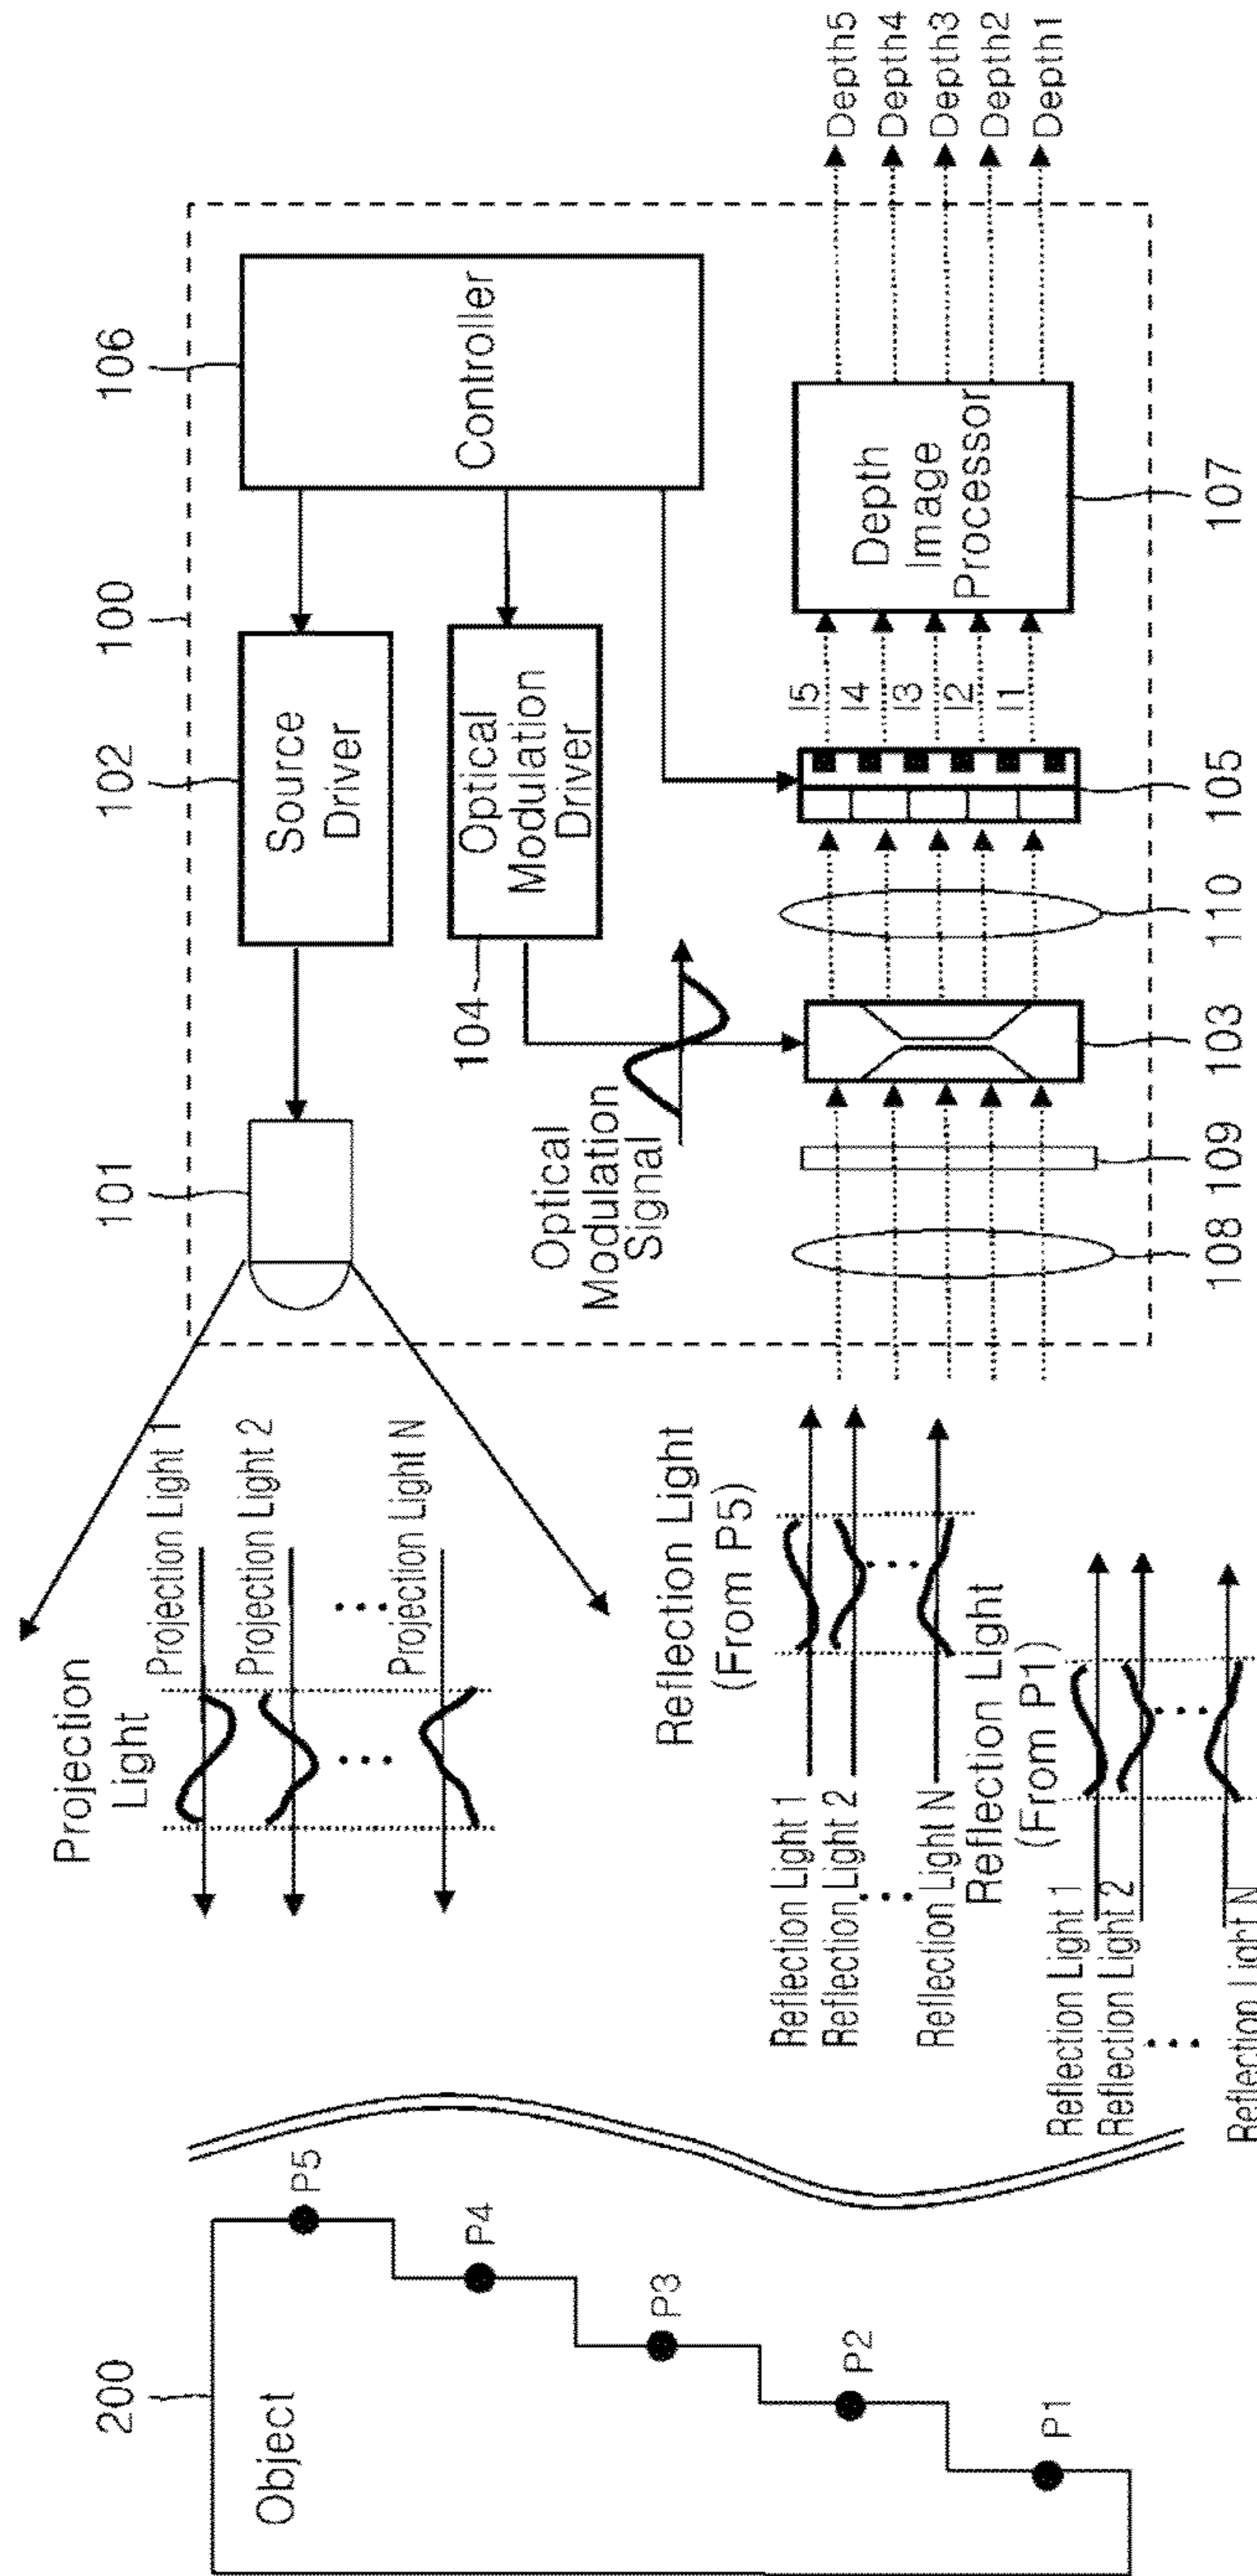 200
Object
P5
P4
P3
P2
P1
Projection
Light
Projection Light 1
Projection Light 2
Projection Light N
Reflection Light
(From P5)
Reflection Light 1
Reflection Light 2
Reflection Light N
Reflection Light
(From P1)
Reflection Light 1
Reflection Light 2
Reflection Light N
101
102
100
106
Source
Driver
Controller
Optical
Modulation
Driver
104
Optical
Modulation
Signal
I5
I4
I3
I2
I1
Depth
Image
Processor
Depth5
Depth4
Depth3
Depth2
Depth1
108
109
103
110
105
107